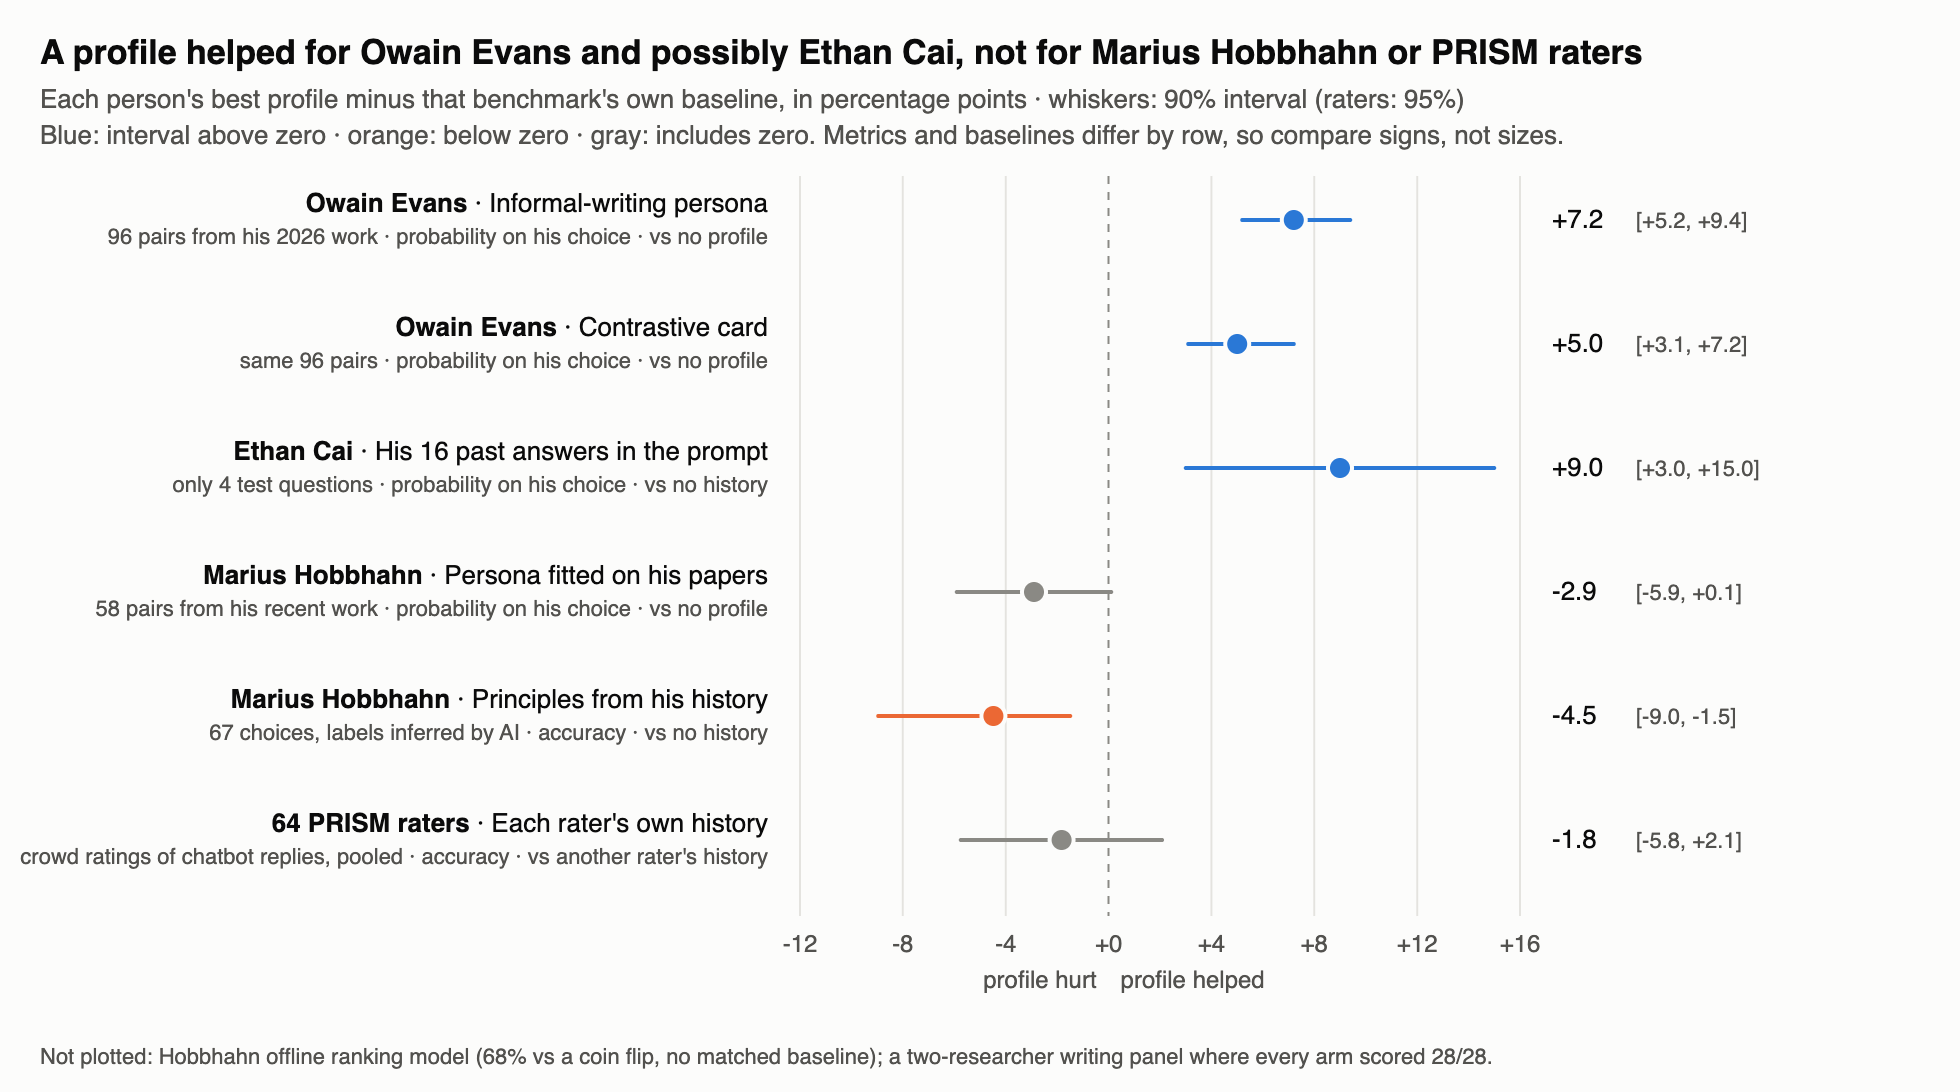 A profile helped for Owain Evans and possibly Ethan Cai, not for Marius Hobbhahn or PRISM raters
Each person's best profile minus that benchmark's own baseline, in percentage points · whiskers: 90% interval (raters: 95%)
Blue: interval above zero · orange: below zero · gray: includes zero. Metrics and baselines differ by row, so compare signs, not sizes.
Owain Evans · Informal-writing persona
96 pairs from his 2026 work · probability on his choice · vs no profile
+7.2 [+5.2, +9.4]
Owain Evans · Contrastive card
same 96 pairs · probability on his choice · vs no profile
+5.0 [+3.1, +7.2]
Ethan Cai · His 16 past answers in the prompt
only 4 test questions · probability on his choice · vs no history
+9.0 [+3.0, +15.0]
Marius Hobbhahn · Persona fitted on his papers
58 pairs from his recent work · probability on his choice · vs no profile
-2.9 [-5.9, +0.1]
Marius Hobbhahn · Principles from his history
67 choices, labels inferred by AI · accuracy · vs no history
-4.5 [-9.0, -1.5]
64 PRISM raters · Each rater's own history
crowd ratings of chatbot replies, pooled · accuracy · vs another rater's history
-1.8 [-5.8, +2.1]
-12 -8 -4 +0 +4 +8 +12 +16
profile hurt profile helped
Not plotted: Hobbhahn offline ranking model (68% vs a coin flip, no matched baseline); a two-researcher writing panel where every arm scored 28/28.